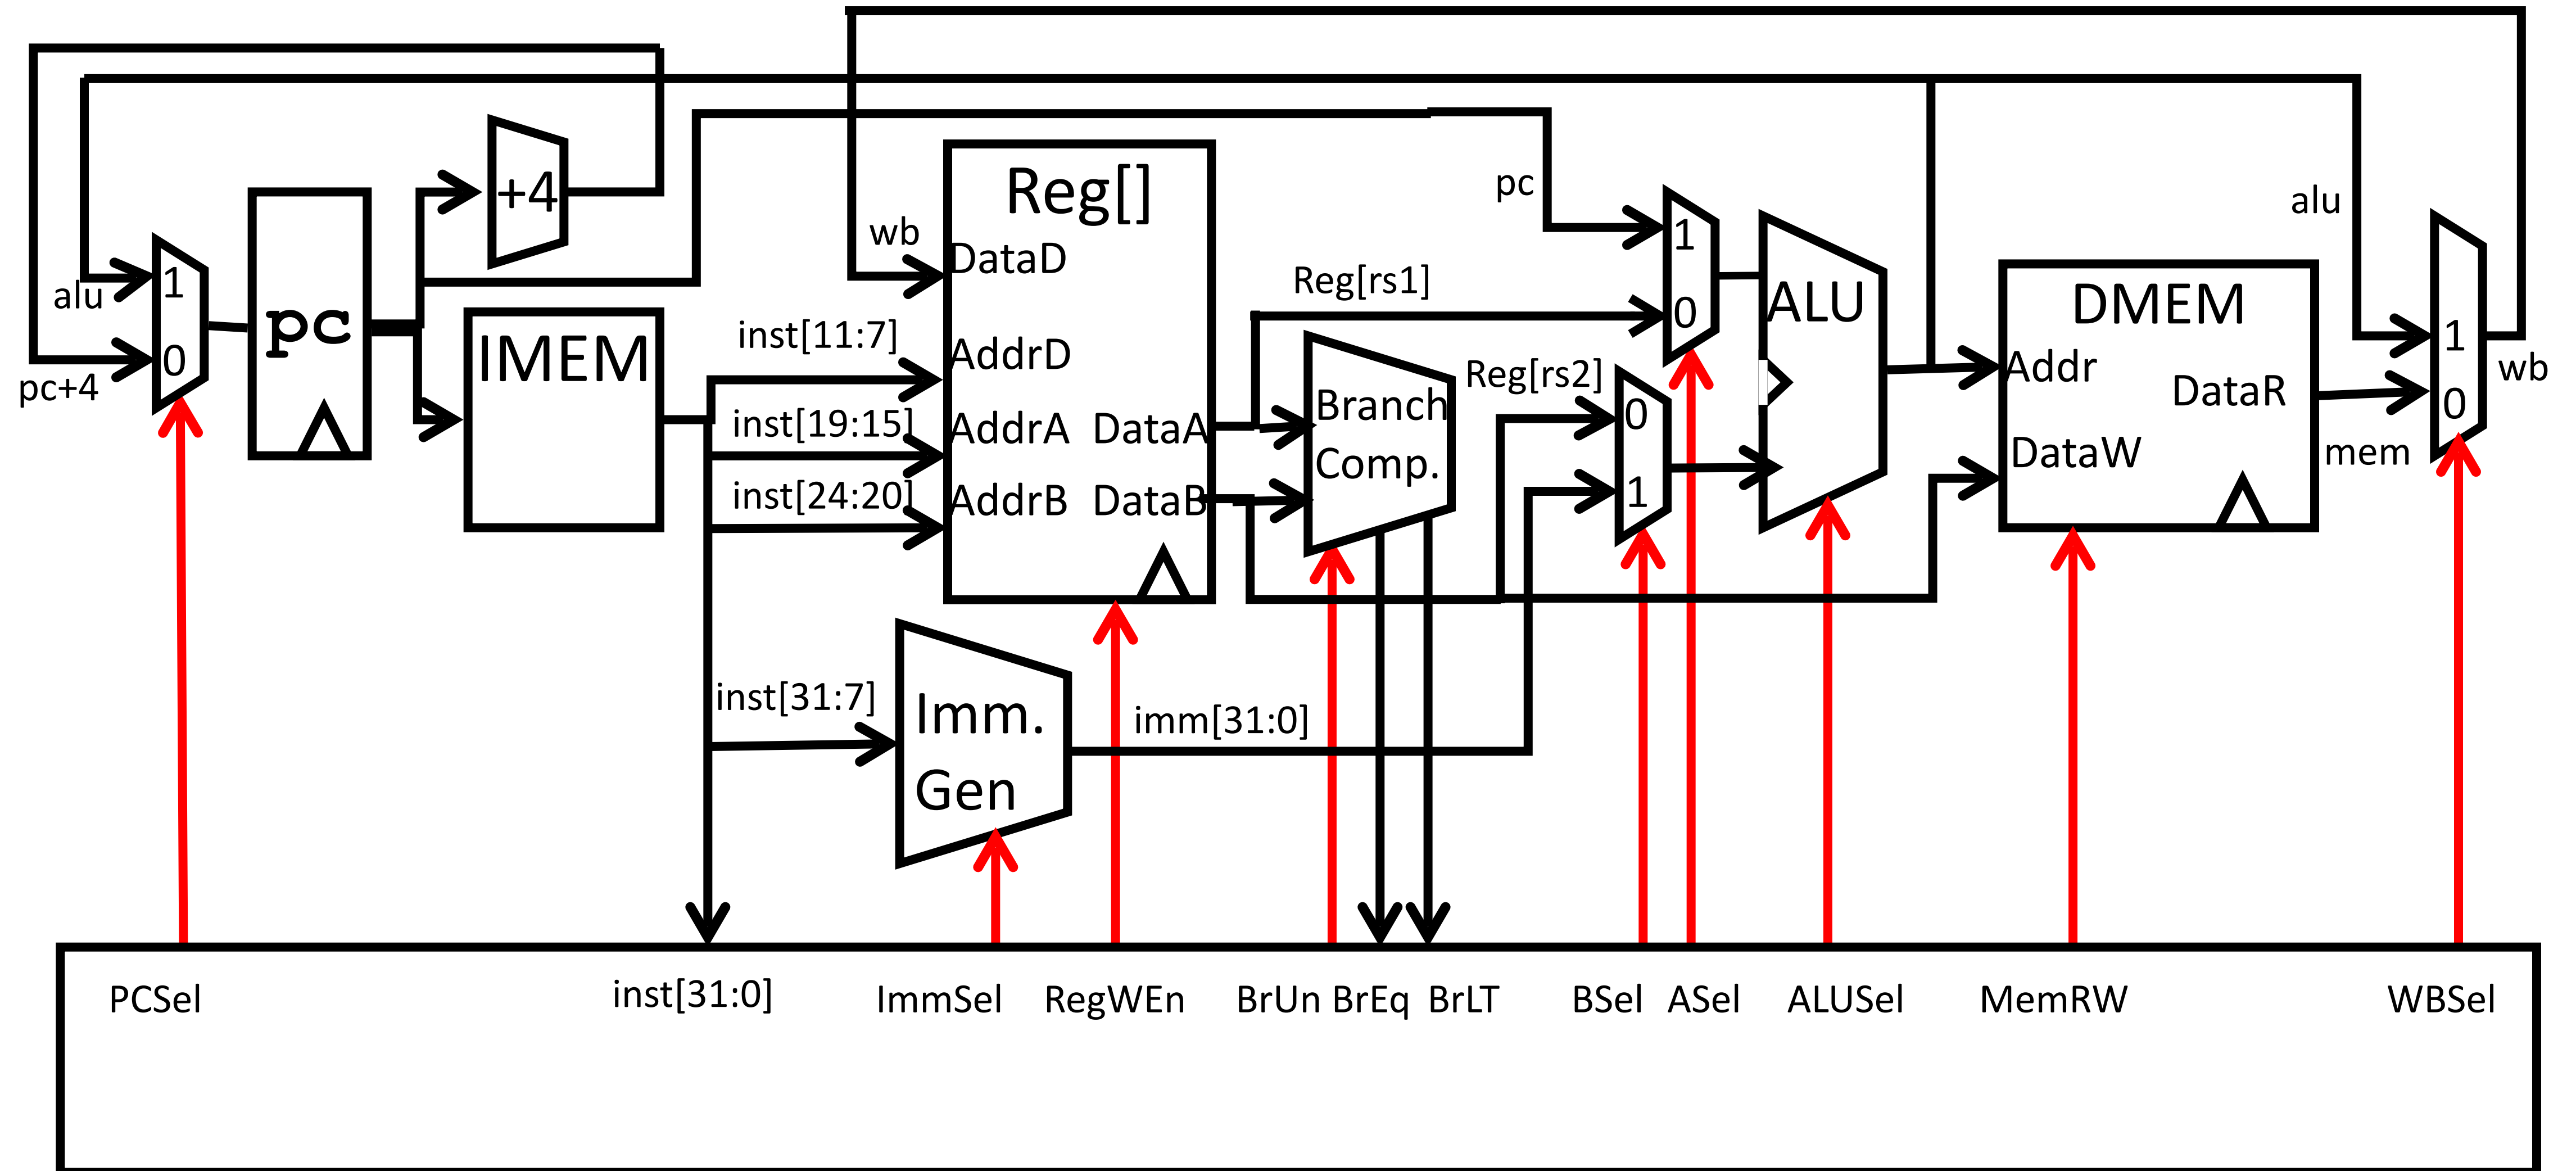 +4
pc
1
alu
Reg[]
alu
wb
DataD
1
Reg[rs1]
ALU
DMEM
pc
1
0
pc+4
IMEM
inst[11:7]
AddrD
0
Reg[rs2]
Addr
DataR
1
wb
inst[19:15]
AddrA
DataA
Branch
Comp.
0
DataW
mem
0
inst[24:20]
AddrB
DataB
1
inst[31:7]
Imm.
Gen
imm[31:0]
PCSel
inst[31:0]
ImmSel
RegWEn
BrUn
BrEq
BrLT
BSel
ASel
ALUSel
MemRW
WBSel